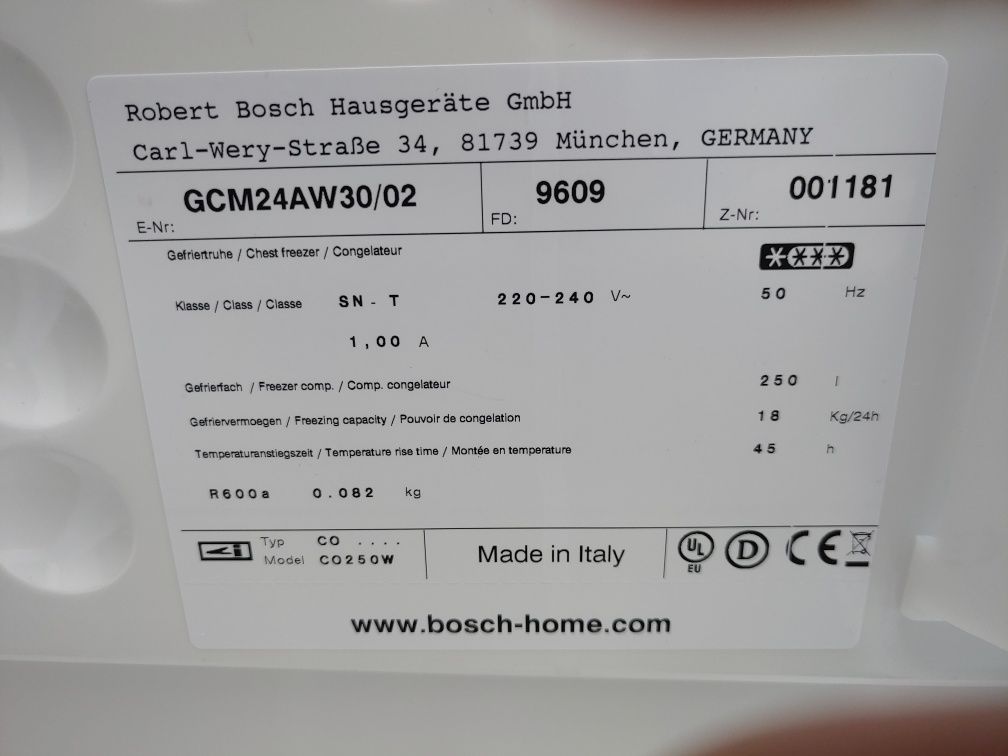 Robert Bosch Hausgeräte GmbH
Carl-Wery-Straße 34, 81739 München, GERMANY
E-Nr: GCM24AW30/02 FD: 9609 Z-Nr: 001181
Gefriertruhe / Chest freezer / Congelateur
Klasse / Class / Classe SN - T 220-240 V~ 50 Hz
1,00 A
Gefrierfach / Freezer comp. / Comp. congelateur 250 l
Gefriervermoegen / Freezing capacity / Pouvoir de congelation 18 Kg/24h
Temperaturanstiegszeit / Temperature rise time / Montée en temperature 45 h
R600a 0.082 kg
Typ CO ....
Model CO250W
Made in Italy
UL
EU
D
CE
www.bosch-home.com